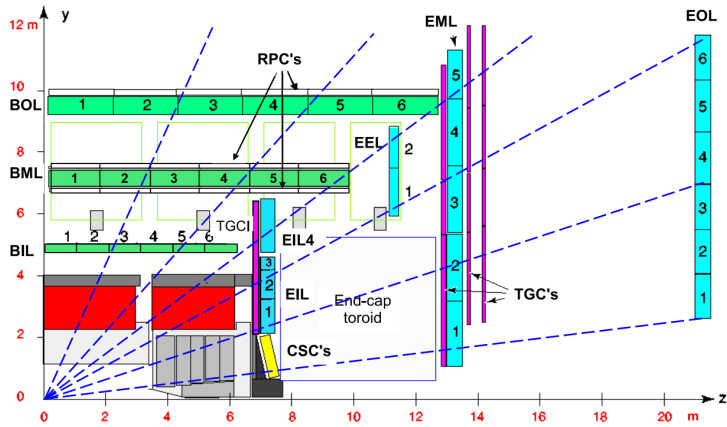 12 m
y
EML
EOL
RPC's
10
BOL
1 2 3 4 5 6
5
6
5
4
EEL
2
1
8
BML
1 2 3 4 5 6
4
3
3
6
TGCI
EIL4
BIL
1 2 3 4 5 6
2
2
4
3
2
1
EIL
End-cap
toroid
TGC's
1
1
2
CSC's
0
z
0 2 4 6 8 10 12 14 16 18 20 m